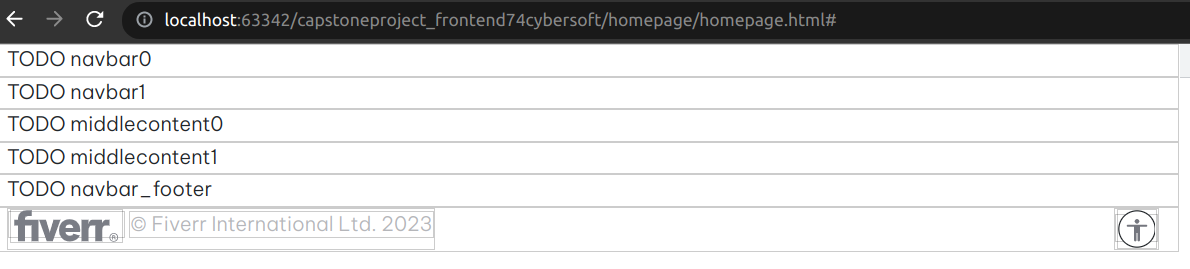 localhost:63342/capstoneproject_frontend74cybersoft/homepage/homepage.html#
TODO navbar0
TODO navbar1
TODO middlecontent0
TODO middlecontent1
TODO navbar_footer
fiverr® © Fiverr International Ltd. 2023